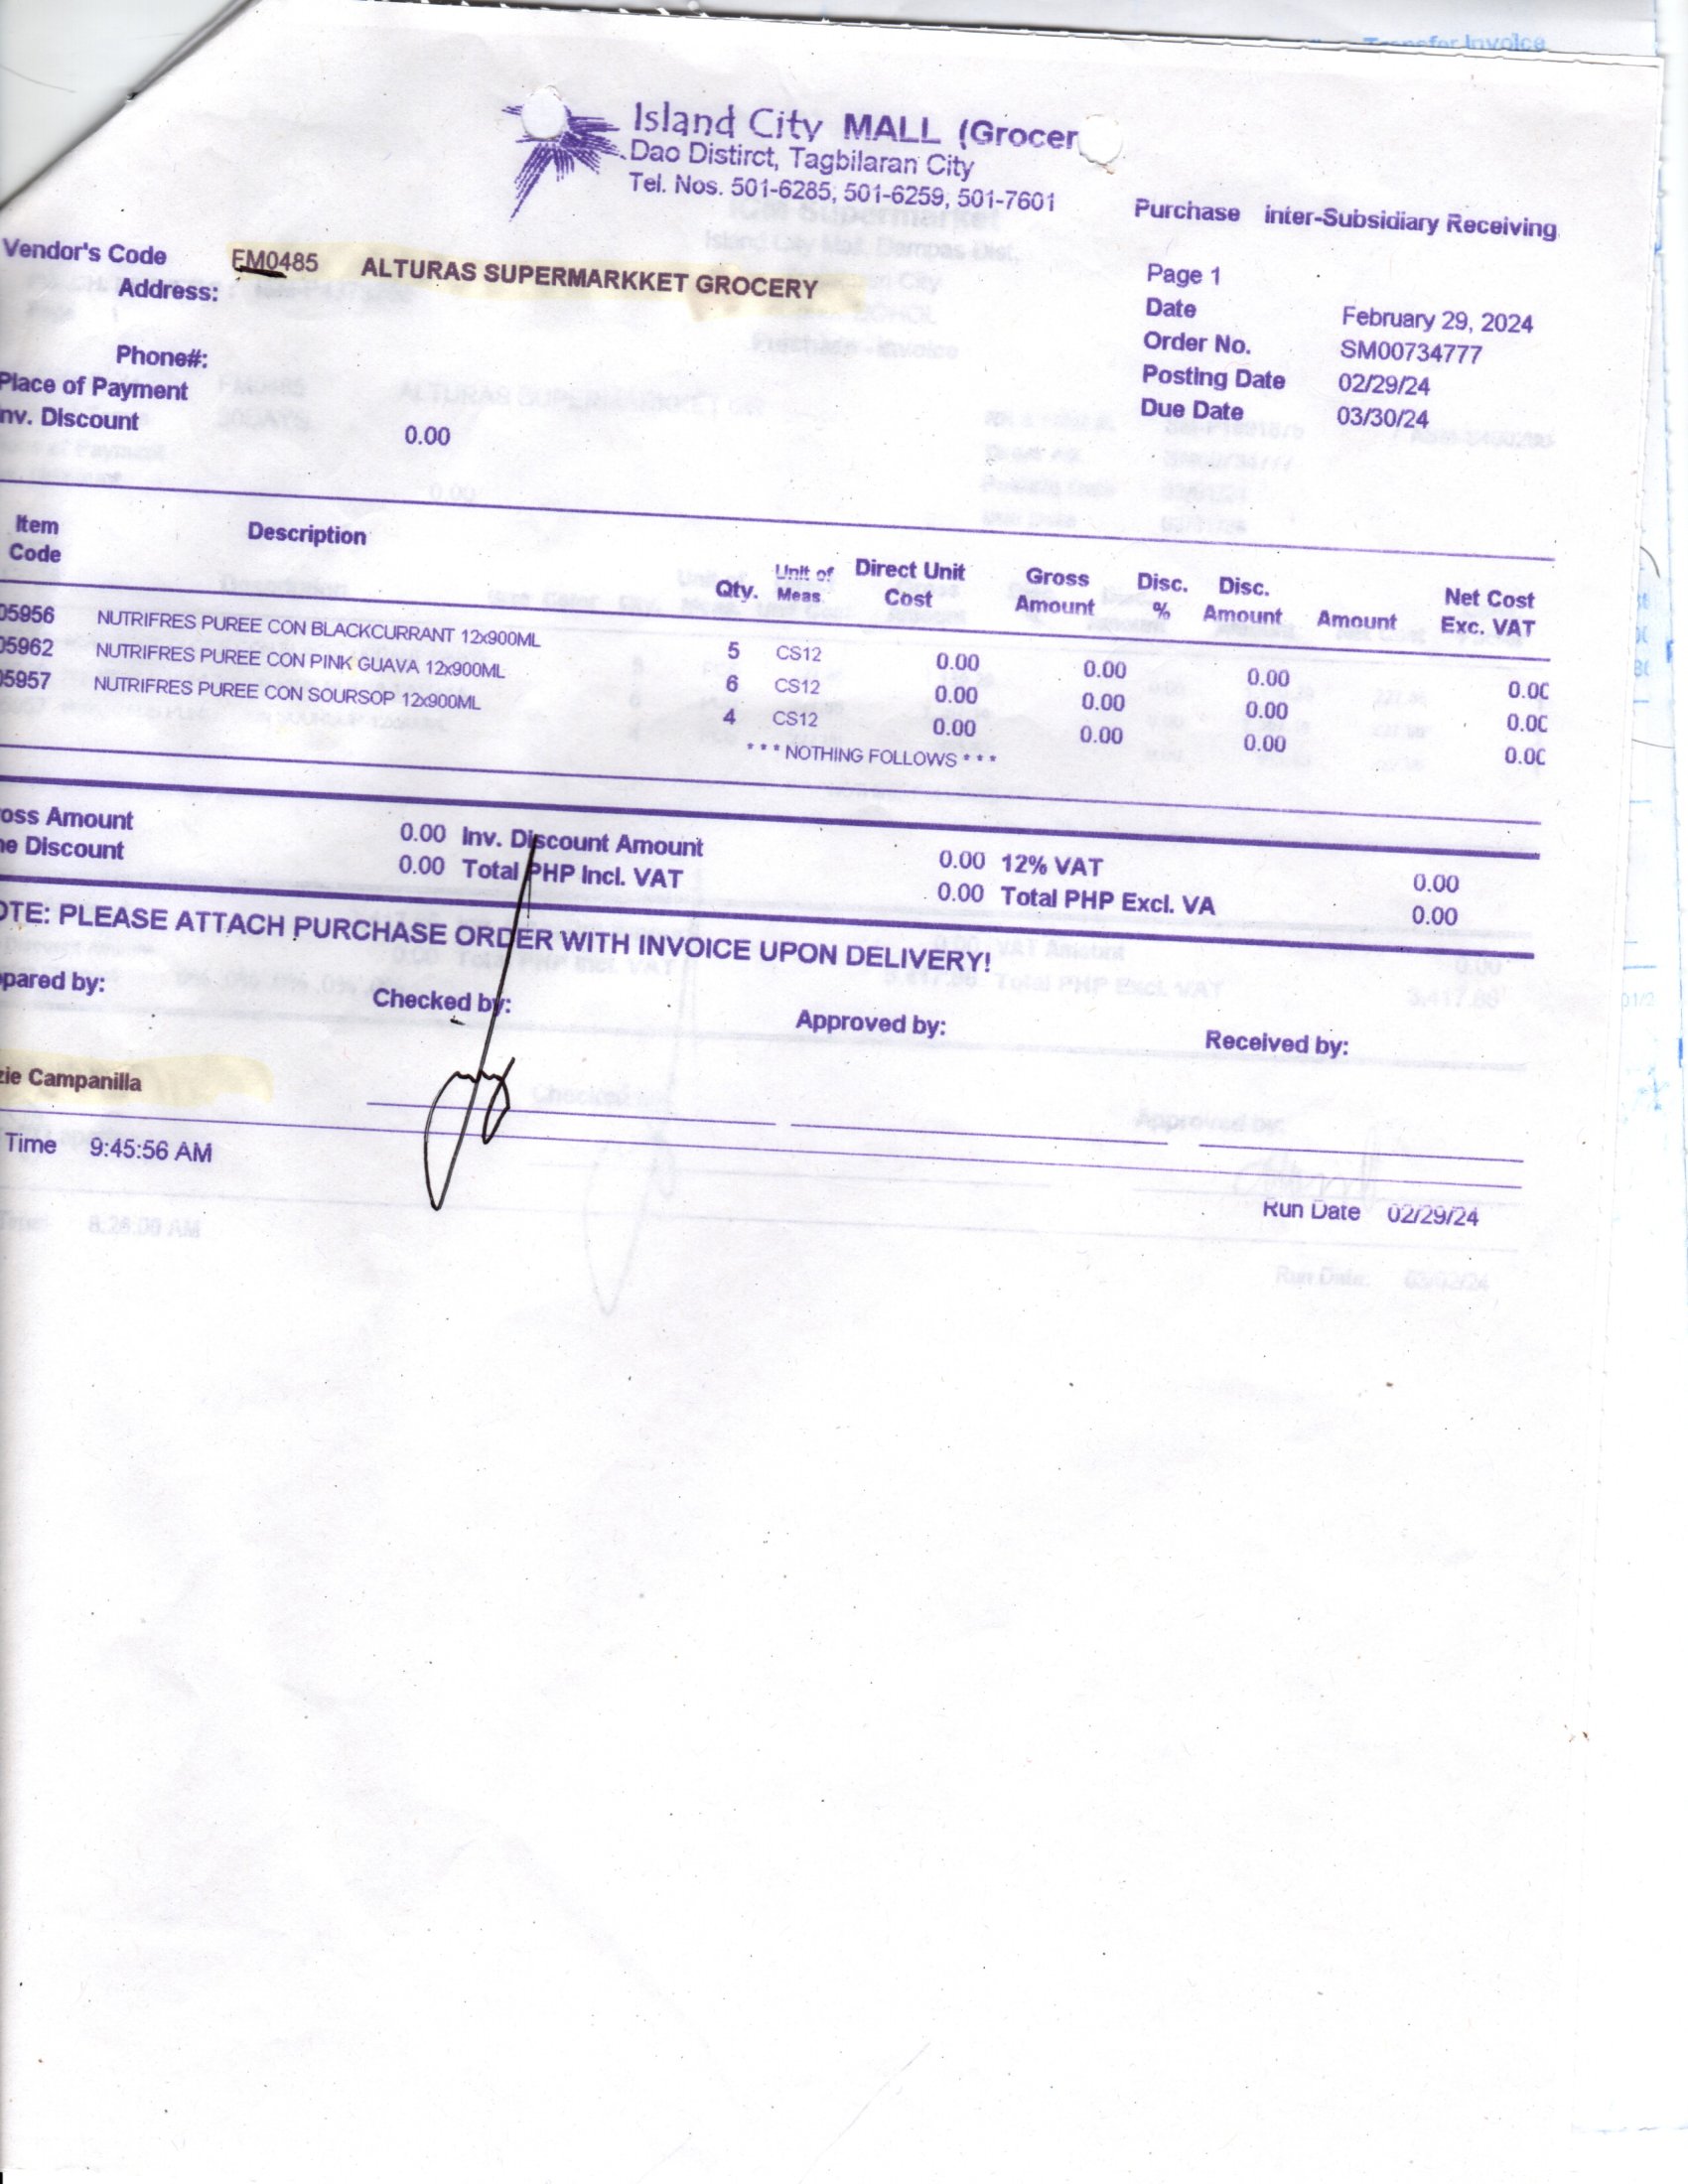 Transfer Invoice
Island City MALL (Grocer
Dao Distirct, Tagbilaran City
Tel. Nos. 501-6285, 501-6259, 501-7601
Purchase inter-Subsidiary Receiving
Vendor's Code FM0485 ALTURAS SUPERMARKKET GROCERY
Address:
Page 1
Date February 29, 2024
Phone#:
Order No. SM00734777
Place of Payment
Posting Date 02/29/24
nv. Discount 0.00
Due Date 03/30/24
Item Code Description Qty. Unit of Meas. Direct Unit Cost Gross Amount Disc. % Disc. Amount Amount Net Cost Exc. VAT
05956 NUTRIFRES PUREE CON BLACKCURRANT 12x900ML 5 CS12 0.00 0.00 0.00 0.00
05962 NUTRIFRES PUREE CON PINK GUAVA 12x900ML 6 CS12 0.00 0.00 0.00 0.00
05957 NUTRIFRES PUREE CON SOURSOP 12x900ML 4 CS12 0.00 0.00 0.00 0.00
* * * NOTHING FOLLOWS * * *
oss Amount 0.00 Inv. Discount Amount 0.00 12% VAT 0.00
ne Discount 0.00 Total PHP Incl. VAT 0.00 Total PHP Excl. VA 0.00
OTE: PLEASE ATTACH PURCHASE ORDER WITH INVOICE UPON DELIVERY!
pared by: Checked by: Approved by: Received by:
zie Campanilla
Time 9:45:56 AM
Run Date 02/29/24